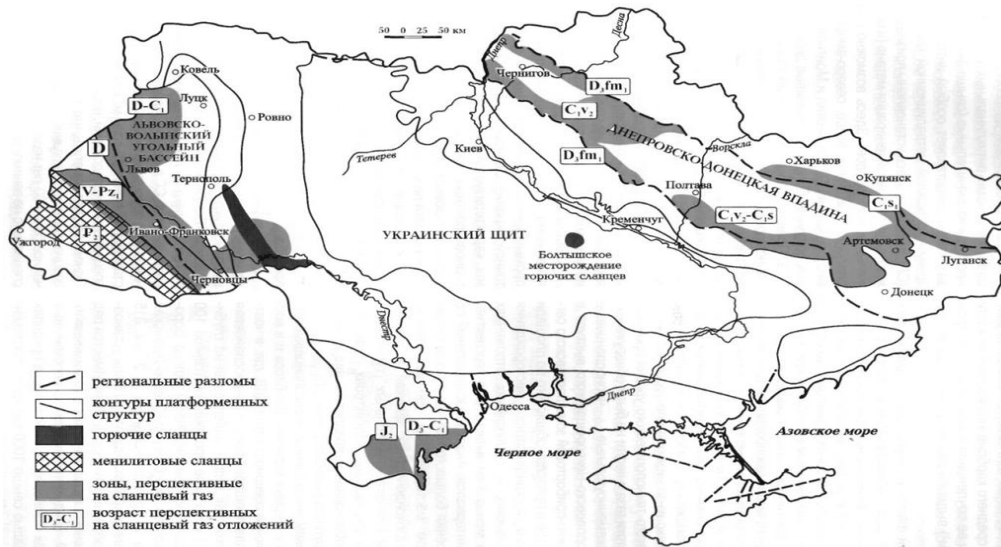 50 0 25 50 км
Днепр
Десна
Ковель
Чернигов
D₃fm₁
Луцк
D-C₁
Ровно
C₁v₂
ЛЬВОВСКО-
ВОЛЫНСКИЙ
УГОЛЬНЫЙ
БАССЕЙН
ДНЕПРОВСКО-ДОНЕЦКАЯ ВПАДИНА
D
Львов
Киев
Ворскла
Харьков
Тетерев
D₃fm₁
Купянск
Тернополь
Полтава
V-Pz₁
C₁s₁
C₁v₂-C₁s
P₂
Ивано-Франковск
Кременчуг
Ужгород
УКРАИНСКИЙ ЩИТ
Артемовск
Болтышское
месторождение
горючих сланцев
Луганск
Черновцы
Донецк
Днестр
региональные разломы
контуры платформенных
структур
горючие сланцы
менилитовые сланцы
зоны, перспективные
на сланцевый газ
D₃-C₁
возраст перспективных
на сланцевый газ отложений
Днепр
Одесса
J₂
D₃-C₁
Черное море
Азовское море